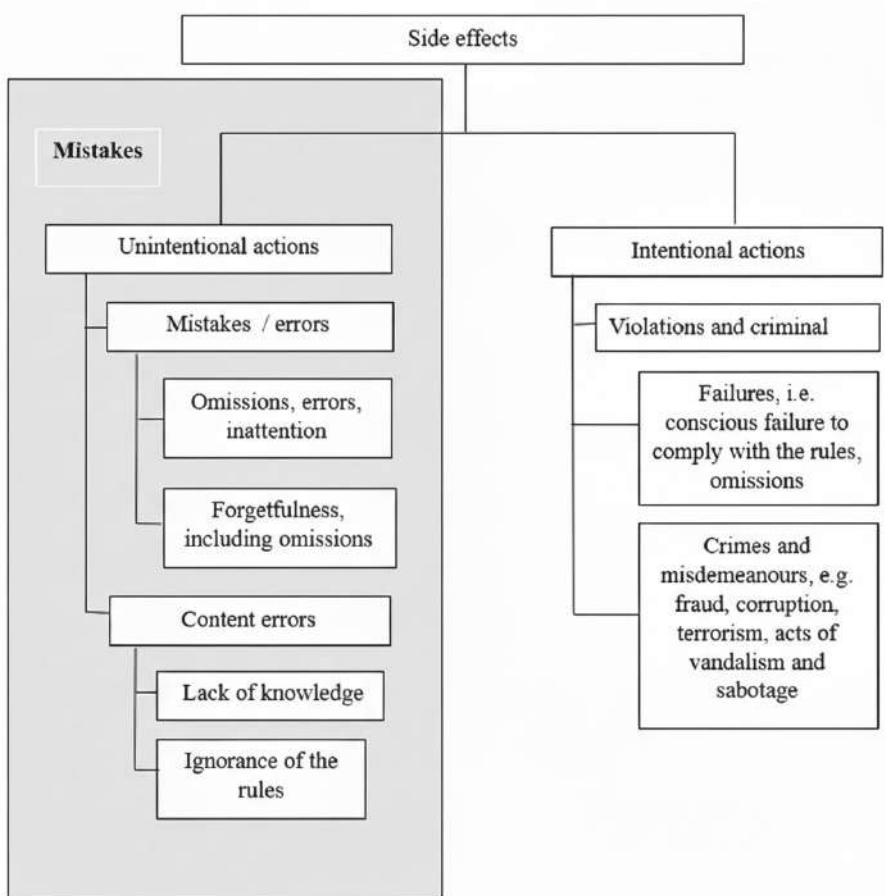 Side effects
Mistakes
Unintentional actions
Mistakes / errors
Omissions, errors,
inattention
Forgetfulness,
including omissions
Content errors
Lack of knowledge
Ignorance of the
rules
Intentional actions
Violations and criminal
Failures, i.e.
conscious failure to
comply with the rules,
omissions
Crimes and
misdemeanours, e.g.
fraud, corruption,
terrorism, acts of
vandalism and
sabotage